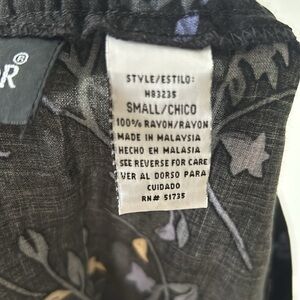 OR®
STYLE/ESTILO:
H83235
SMALL/CHICO
100% RAYON/RAYON
MADE IN MALAYSIA
HECHO EN MALASIA
SEE REVERSE FOR CARE
VER AL DORSO PARA
CUIDADO
RN# 51735